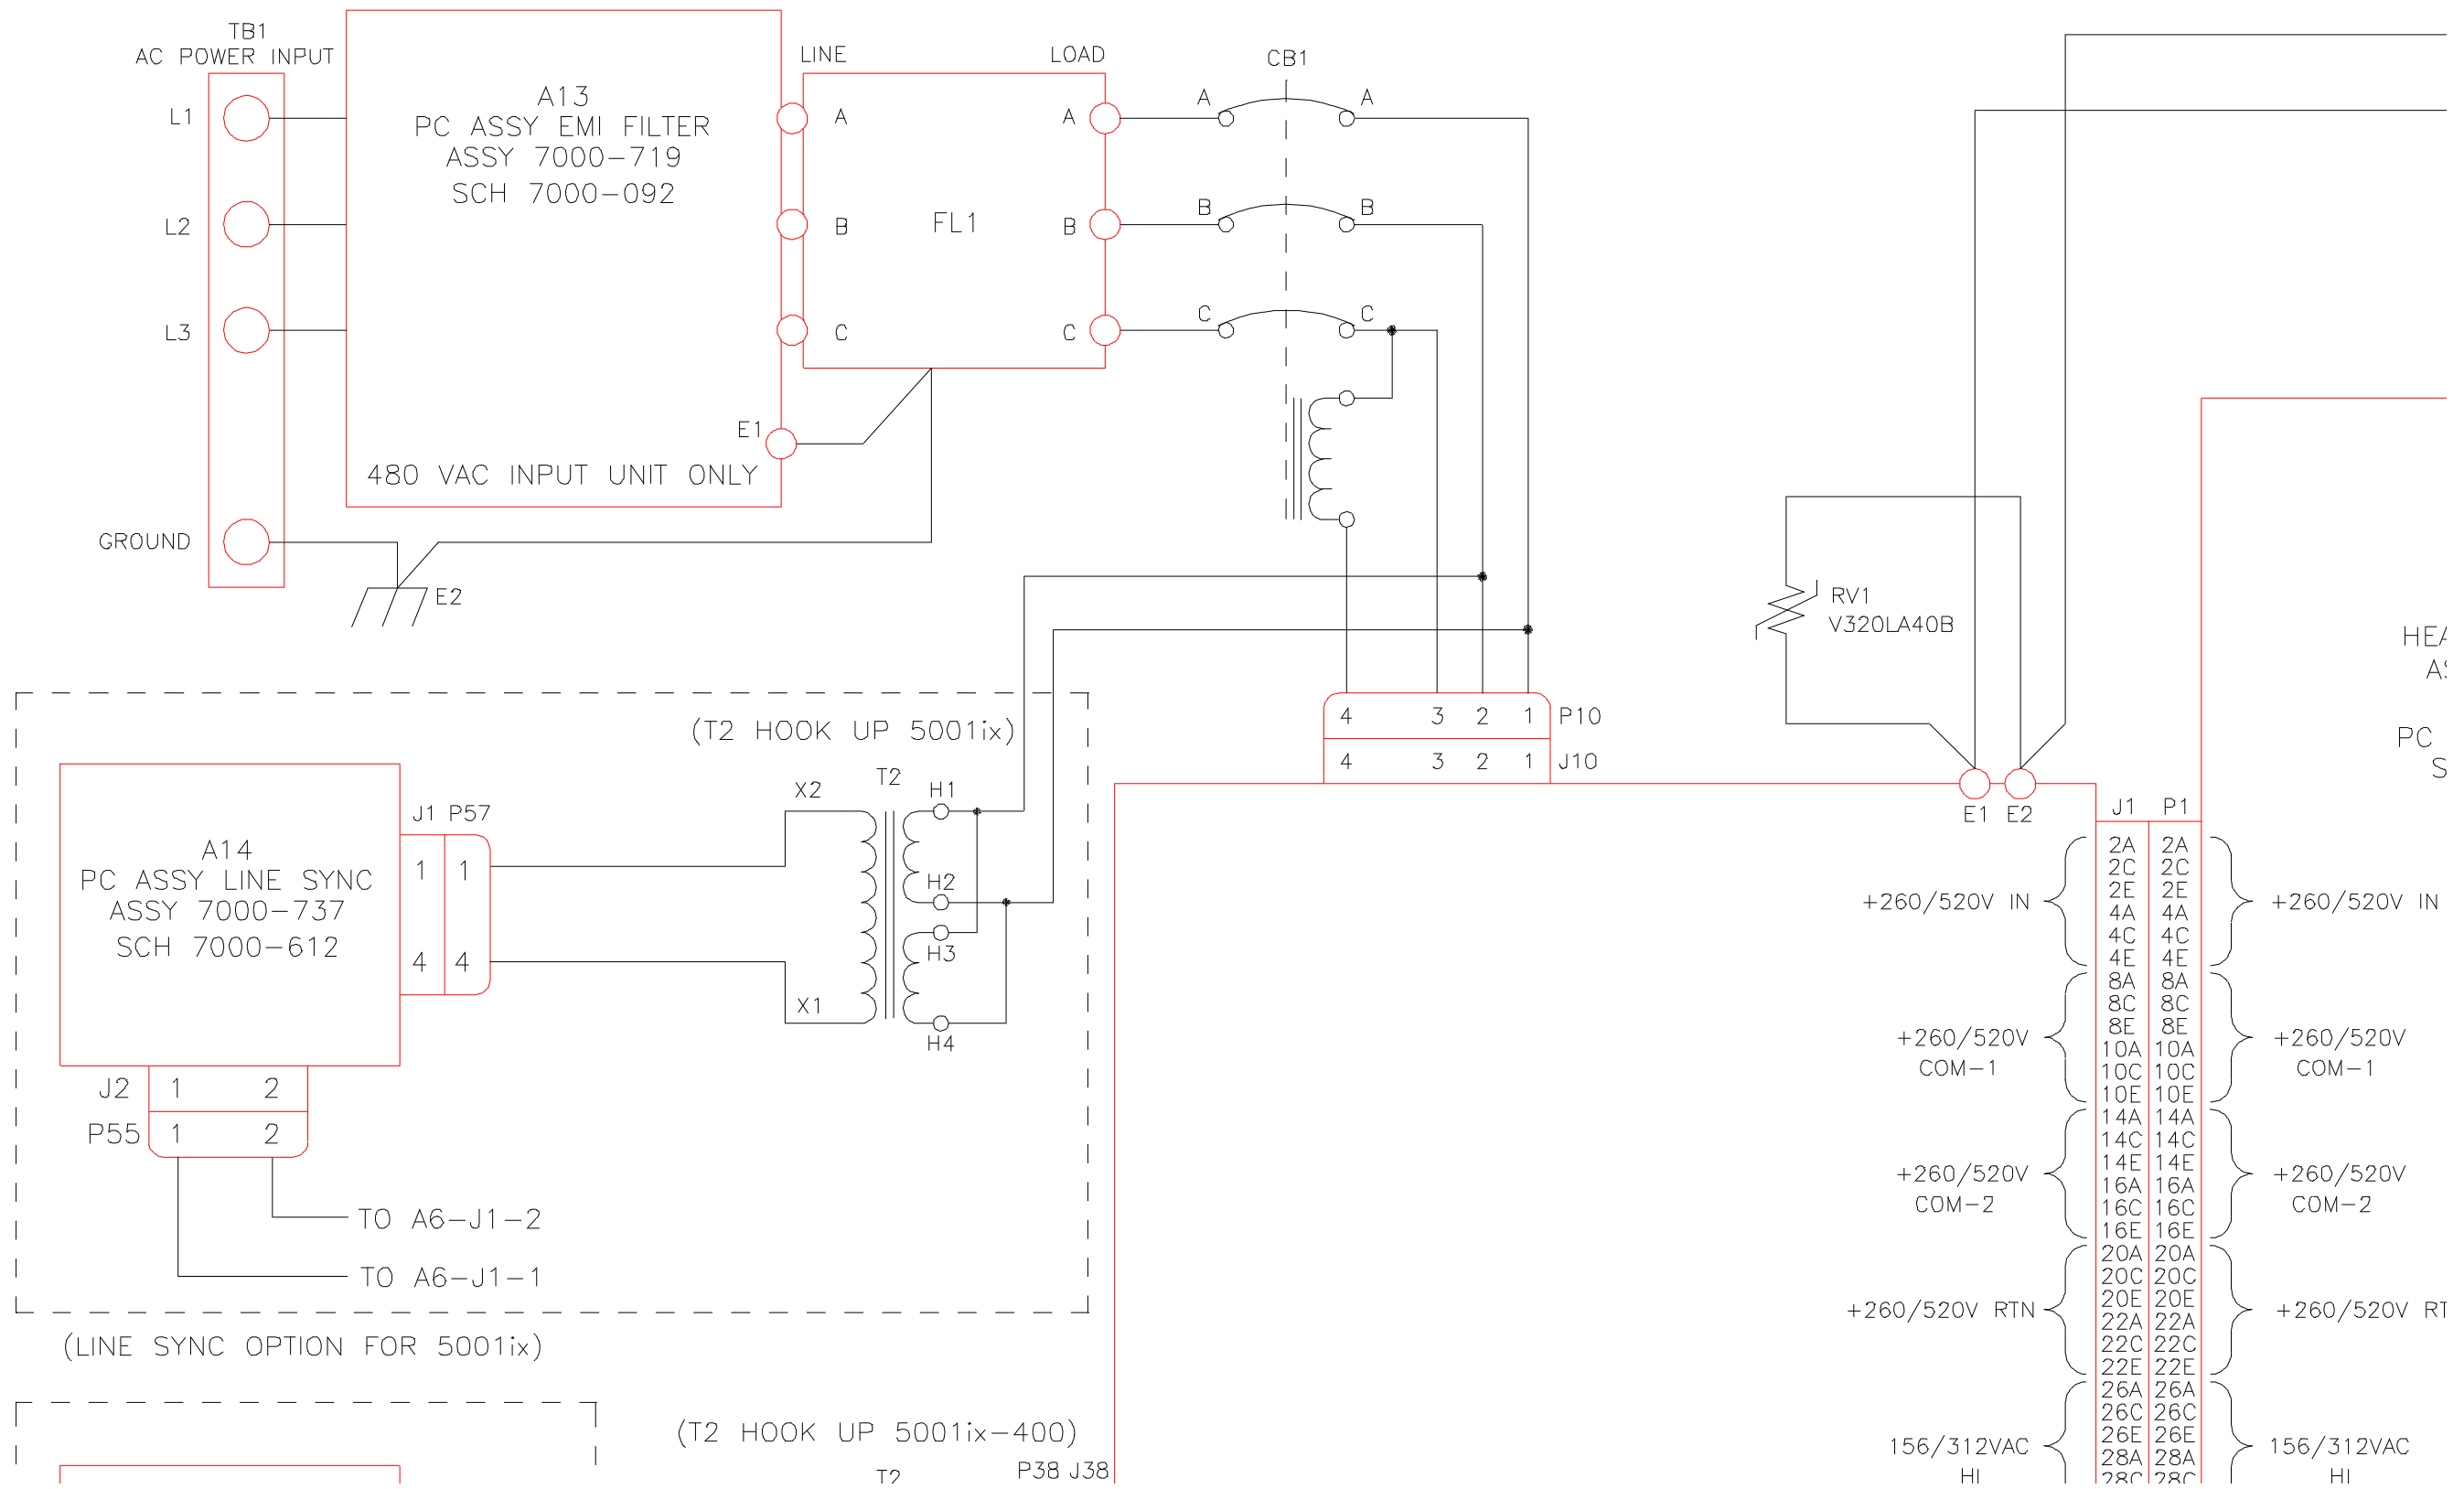 TB1
AC POWER INPUT
L1
L2
L3
GROUND
A13
PC ASSY EMI FILTER
ASSY 7000-719
SCH 7000-092
480 VAC INPUT UNIT ONLY
E1
E2
LINE
LOAD
A
A
B
FL1
B
C
C
CB1
A
A
B
B
C
C
RV1
V320LA40B
4 3 2 1 P10
4 3 2 1 J10
E1 E2
(T2 HOOK UP 5001ix)
A14
PC ASSY LINE SYNC
ASSY 7000-737
SCH 7000-612
J1 P57
1 1
4 4
X2
T2
H1
H2
H3
X1
H4
J2 1 2
P55 1 2
TO A6-J1-2
TO A6-J1-1
(LINE SYNC OPTION FOR 5001ix)
(T2 HOOK UP 5001ix-400)
T2
P38 J38
PC
J1 P1
2A 2A
2C 2C
2E 2E
+260/520V IN
+260/520V IN
4A 4A
4C 4C
4E 4E
8A 8A
8C 8C
8E 8E
+260/520V
COM-1
+260/520V
COM-1
10A 10A
10C 10C
10E 10E
14A 14A
14C 14C
14E 14E
+260/520V
COM-2
+260/520V
COM-2
16A 16A
16C 16C
16E 16E
20A 20A
20C 20C
20E 20E
+260/520V RTN
+260/520V
22A 22A
22C 22C
22E 22E
26A 26A
26C 26C
26E 26E
156/312VAC
HI
156/312VAC
HI
28A 28A
28C 28C